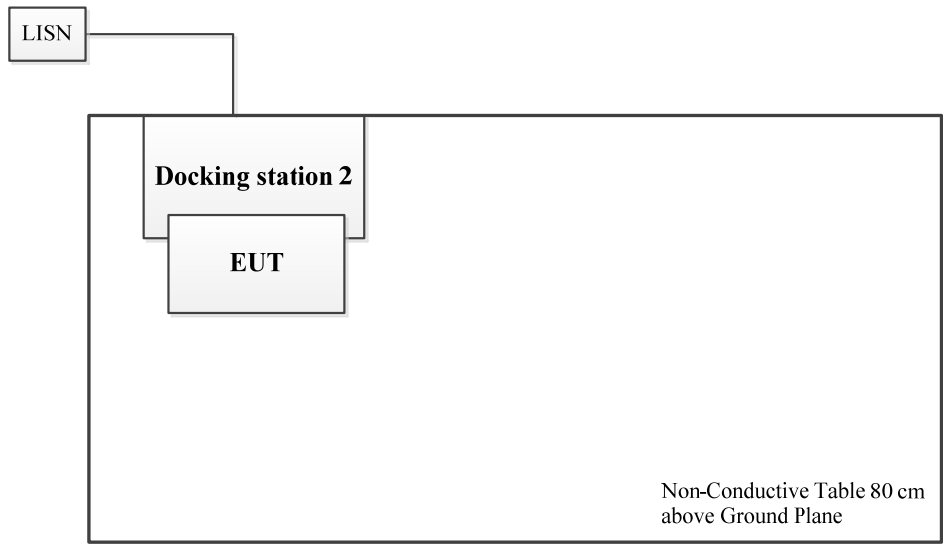 LISN
Docking station 2
EUT
Non-Conductive Table 80 cm
above Ground Plane